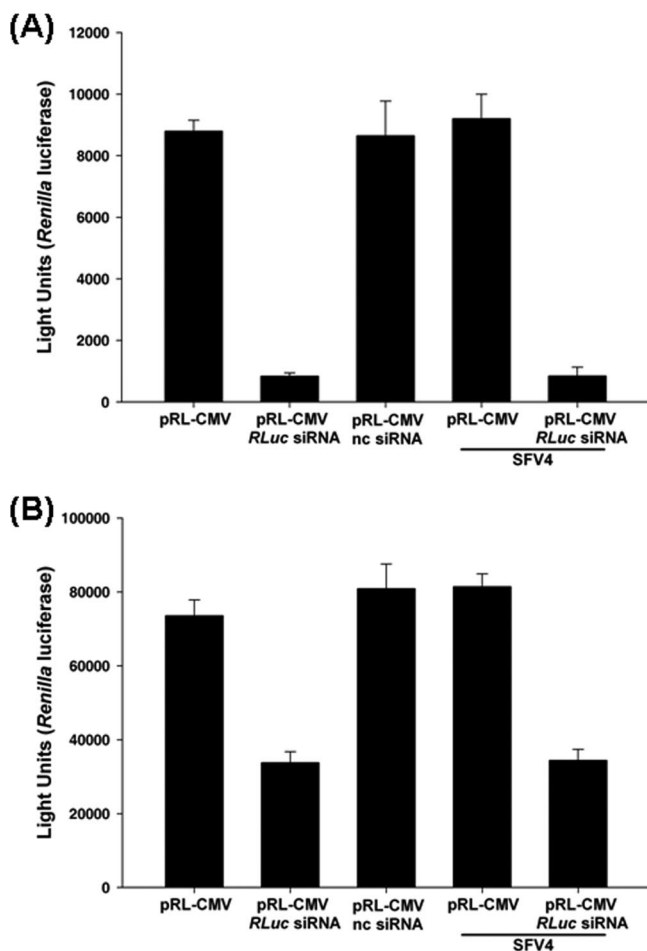 (A)
Light Units (Renilla luciferase)
12000
10000
8000
6000
4000
2000
0
pRL-CMV
pRL-CMV
RLuc siRNA
pRL-CMV
nc siRNA
pRL-CMV
pRL-CMV
RLuc siRNA
SFV4
(B)
Light Units (Renilla luciferase)
100000
80000
60000
40000
20000
0
pRL-CMV
pRL-CMV
RLuc siRNA
pRL-CMV
nc siRNA
pRL-CMV
pRL-CMV
RLuc siRNA
SFV4